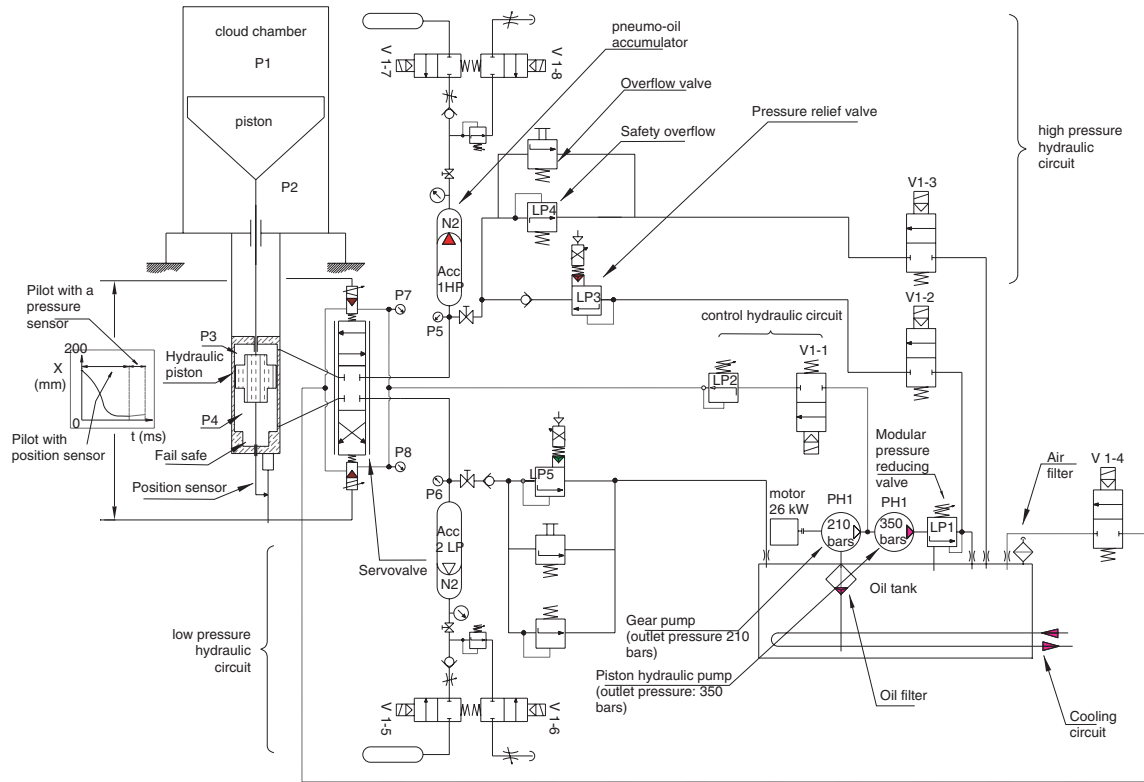 cloud chamber
P1
piston
P2
V 1-7
V 1-8
pneumo-oil
accumulator
Overflow valve
Safety overflow
Pressure relief valve
high pressure
hydraulic
circuit
V1-3
N2
LP4
Acc
1HP
LP3
P7
P5
V1-2
Pilot with a
pressure
sensor
200
X
(mm)
0
t (ms)
P3
Hydraulic
piston
P4
Pilot with
position sensor
Fail safe
Position sensor
control hydraulic circuit
V1-1
LP2
P8
P6
LP5
Modular
pressure
reducing
valve
Air
filter
V 1-4
motor
26 kW
PH1
210
bars
PH1
350
bars
LP1
Acc
2 LP
N2
Servovalve
Oil tank
Gear pump
(outlet pressure 210
bars)
Piston hydraulic pump
(outlet pressure: 350
bars)
Oil filter
Cooling
circuit
low pressure
hydraulic
circuit
V 1-5
V 1-6